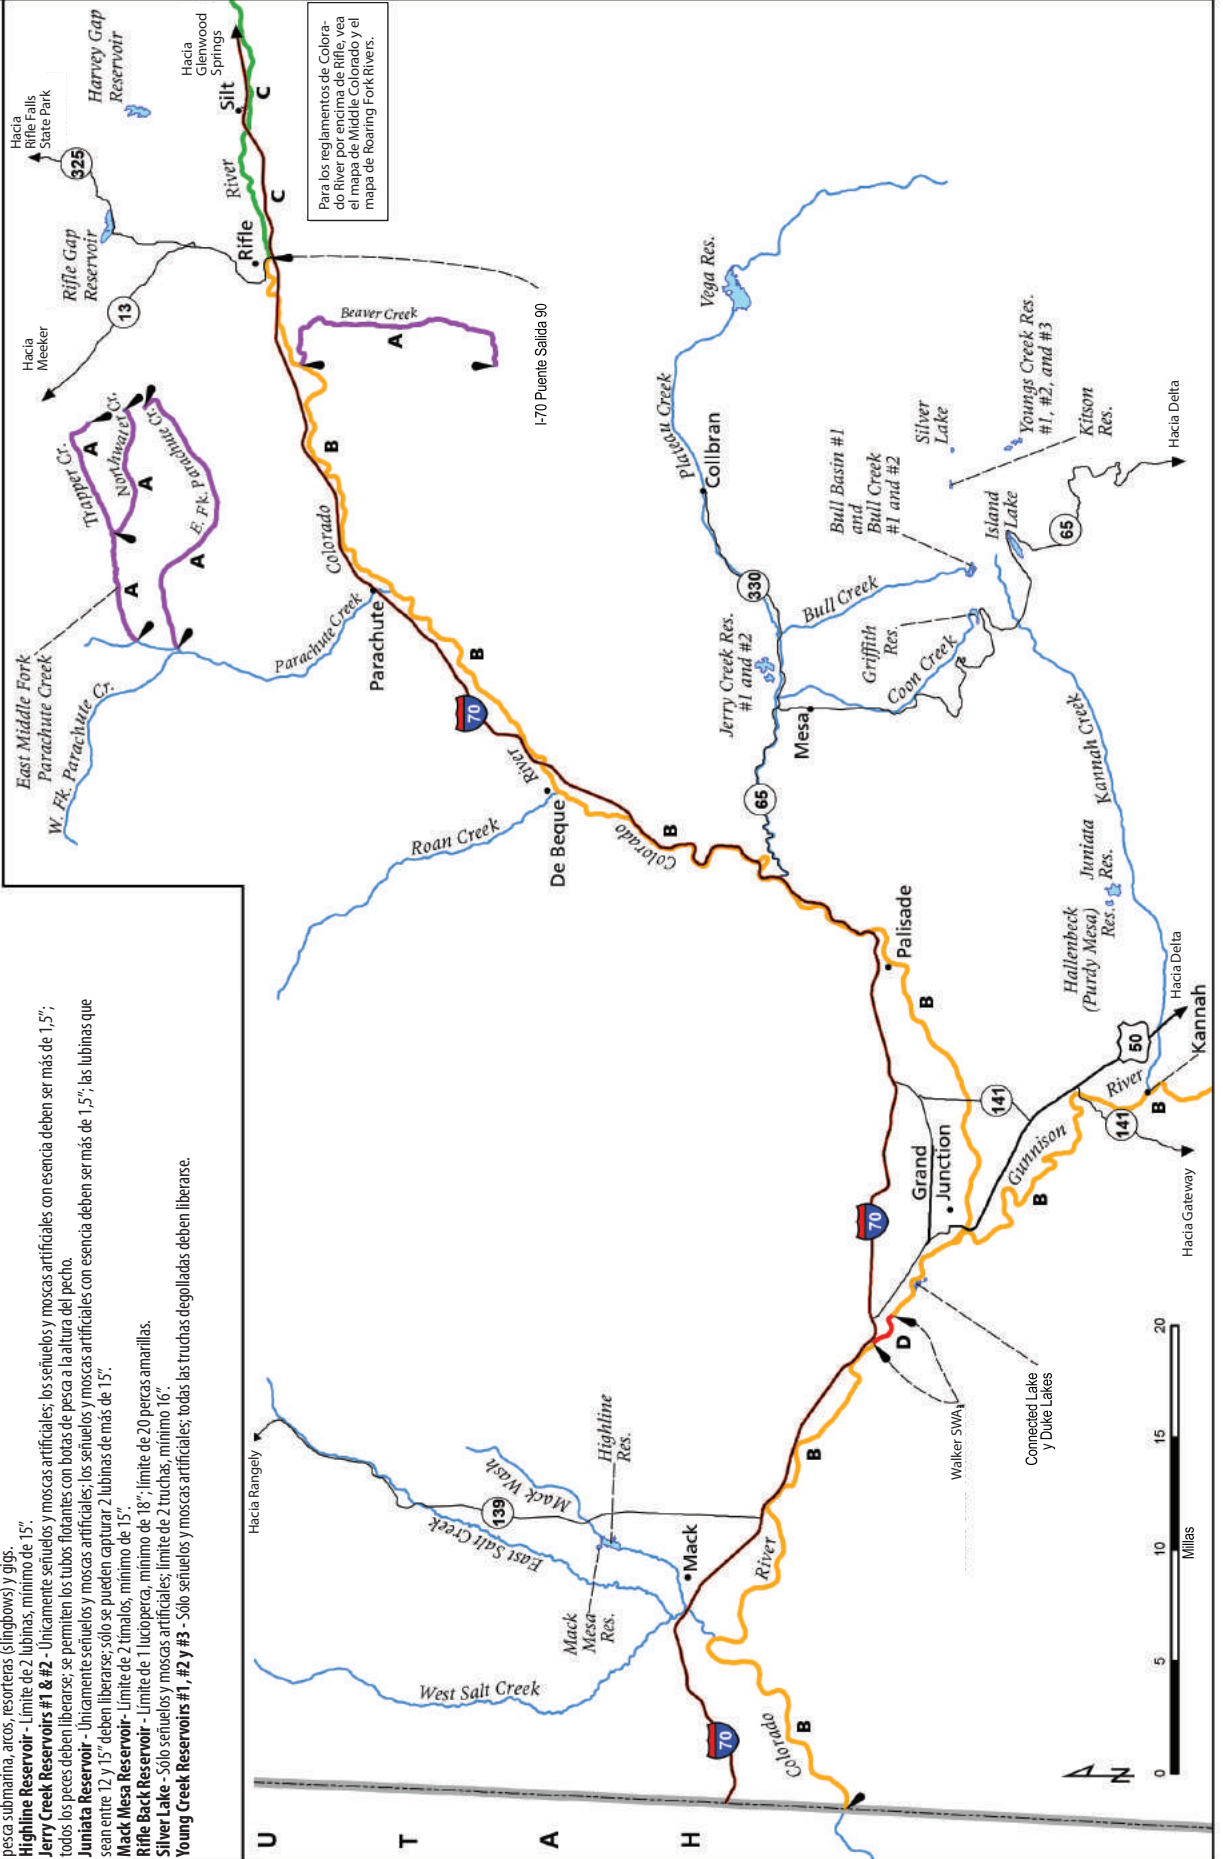 pesca submarina, arcos, resorteras (slingbows) y gigs.
Highline Reservoir - Límite de 2 lubinas, mínimo de 15".
Jerry Creek Reservoirs #1 & #2 - Unicamente señuelos y moscas artificiales; los señuelos y moscas artificiales con esencia deben ser más de 1,5";
todos los peces deben liberarse; se permiten los tubos flotantes con botas de pesca a la altura del pecho.
Juniata Reservoir - Unicamente señuelos y moscas artificiales; los señuelos y moscas artificiales con esencia deben ser más de 1,5"; las lubinas que
sean entre 12 y 15" deben liberarse; sólo se pueden capturar 2 lubinas de más de 15".
Mack Mesa Reservoir - Límite de 2 tímalos, mínimo de 15".
Rifle Back Reservoir - Límite de 1 lucioperca, mínimo de 18"; límite de 20 percas amarillas.
Silver Lake - Sólo señuelos y moscas artificiales; límite de 2 truchas, mínimo 16".
Young Creek Reservoirs #1, #2 y #3 - Sólo señuelos y moscas artificiales; todas las truchas degolladas deben liberarse.
East Middle Fork
Parachute Creek
W. Fk. Parachute Cr.
Trapper Cr.
Northwater Cr.
E. Fk. Parachute Cr.
A
A
A
A
Parachute Creek
Parachute
Hacia
Meeker
13
Rifle Gap
Reservoir
Hacia
Rifle Falls
State Park
325
Harvey Gap
Reservoir
Hacia
Glenwood
Springs
Silt
Rifle
River
C
C
Para los reglamentos de Colora-
do River por encima de Rifle, vea
el mapa de Middle Colorado y el
mapa de Roaring Fork Rivers.
Beaver Creek
A
I-70 Puente Salida 90
Colorado
B
B
70
River
De Beque
Roan Creek
Colorado
B
Vega Res.
Plateau Creek
Collbran
330
Jerry Creek Res.
#1 and #2
65
Mesa
Bull Creek
Bull Basin #1
and
Bull Creek
#1 and #2
Griffith
Res.
Coon Creek
Silver
Lake
Youngs Creek Res.
#1, #2, and #3
Kitson
Res.
Island
Lake
65
Hacia Delta
Kannah Creek
Juniata
Res.
Hallenbeck
(Purdy Mesa)
Res.
Palisade
B
Hacia Delta
Kannah
50
River
B
141
141
Hacia Gateway
Gunnison
B
Grand
Junction
70
D
Walker SWA
Connected Lake
y Duke Lakes
Hacia Rangely
139
Mack Wash
East Salt Creek
Highline
Res.
Mack
Mesa
Res.
Mack
West Salt Creek
River
B
Colorado
B
70
U
T
A
H
N
0
5
10
15
20
Millas